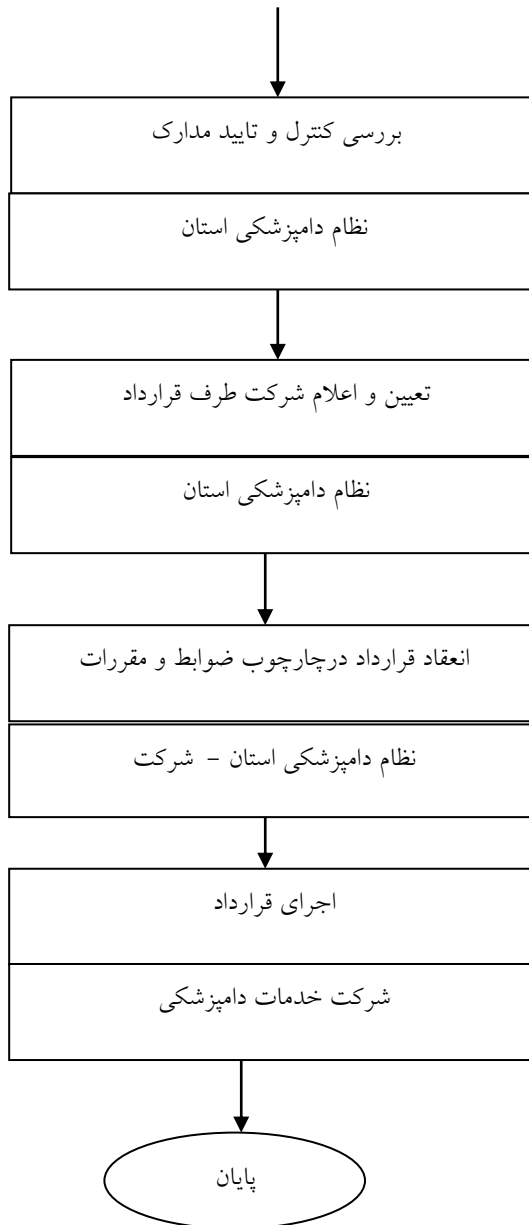 بررسی کنترل و تایید مدارک
نظام دامپزشکی استان
تعیین و اعلام شرکت طرف قرارداد
نظام دامپزشکی استان
انعقاد قرارداد درچارچوب ضوابط و مقررات
نظام دامپزشکی استان – شرکت
اجرای قرارداد
شرکت خدمات دامپزشکی
پایان